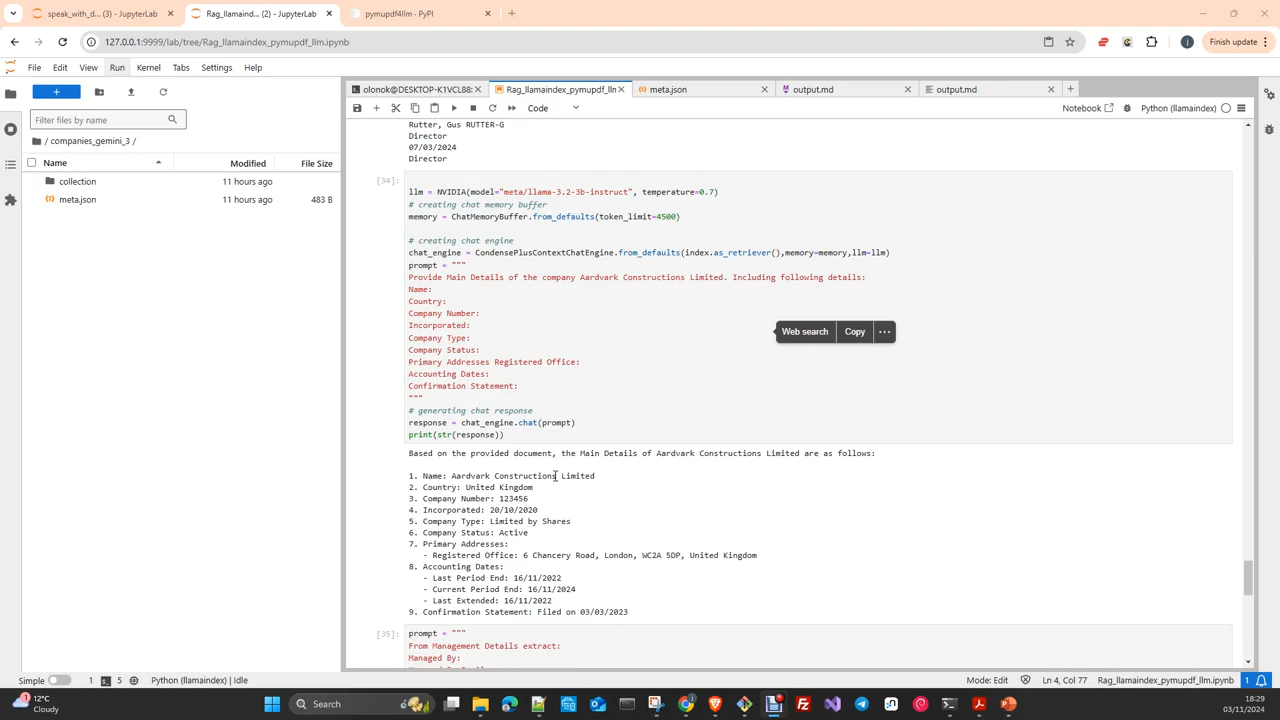 speak_with_d... (3) - JupyterLab
Rag_llamaind... (2) - JupyterLab
pymupdf4llm · PyPI
127.0.0.1:9999/lab/tree/Rag_llamaindex_pymupdf_llm.ipynb
j
Finish update
File Edit View Run Kernel Tabs Settings Help
olonok@DESKTOP-K1VCL88:
Rag_llamaindex_pymupdf_lln
meta.json
output.md
output.md
Code
Notebook
Python (llamaindex)
Filter files by name
/ companies_gemini_3 /
Name Modified File Size
collection 11 hours ago
meta.json 11 hours ago 483 B
Rutter, Gus RUTTER-G
Director
07/03/2024
Director
[34]:
llm = NVIDIA(model="meta/llama-3.2-3b-instruct", temperature=0.7)
# creating chat memory buffer
memory = ChatMemoryBuffer.from_defaults(token_limit=4500)
# creating chat engine
chat_engine = CondensePlusContextChatEngine.from_defaults(index.as_retriever(),memory=memory,llm=llm)
prompt = """
Provide Main Details of the company Aardvark Constructions Limited. Including following details:
Name:
Country:
Company Number:
Incorporated:
Company Type:
Company Status:
Primary Addresses Registered Office:
Accounting Dates:
Confirmation Statement:
"""
# generating chat response
response = chat_engine.chat(prompt)
print(str(response))
Web search Copy
Based on the provided document, the Main Details of Aardvark Constructions Limited are as follows:
1. Name: Aardvark Constructions Limited
2. Country: United Kingdom
3. Company Number: 123456
4. Incorporated: 20/10/2020
5. Company Type: Limited by Shares
6. Company Status: Active
7. Primary Addresses:
- Registered Office: 6 Chancery Road, London, WC2A 5DP, United Kingdom
8. Accounting Dates:
- Last Period End: 16/11/2022
- Current Period End: 16/11/2024
- Last Extended: 16/11/2022
9. Confirmation Statement: Filed on 03/03/2023
[35]:
prompt = """
From Management Details extract:
Managed By:
Simple 1 5 Python (llamaindex) | Idle
Mode: Edit Ln 4, Col 77 Rag_llamaindex_pymupdf_llm.ipynb 1
12°C
Cloudy
Search
18:29
03/11/2024